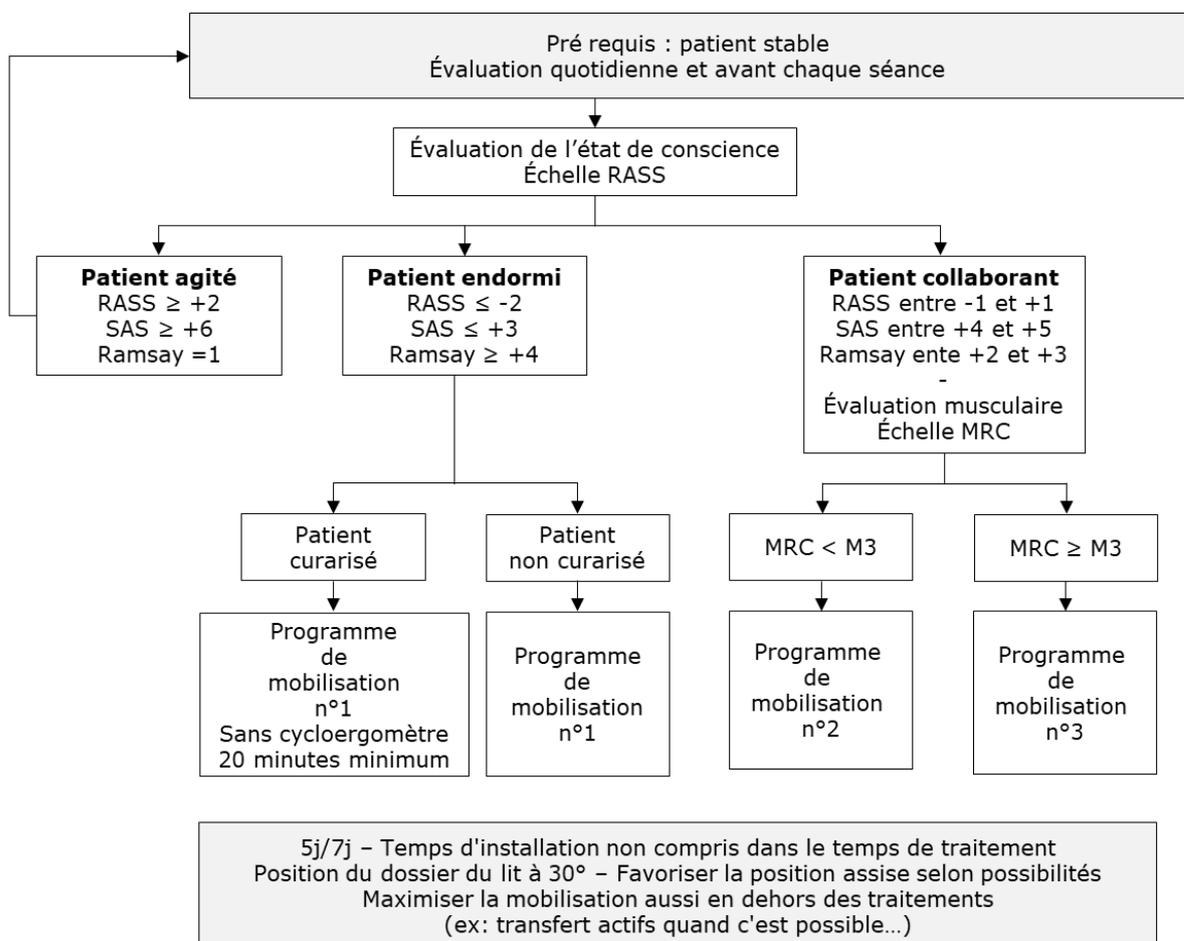 Pré requis : patient stable
Évaluation quotidienne et avant chaque séance
Évaluation de l’état de conscience
Échelle RASS
Patient agité
RASS ≥ +2
SAS ≥ +6
Ramsay =1
Patient endormi
RASS ≤ -2
SAS ≤ +3
Ramsay ≥ +4
Patient collaborant
RASS entre -1 et +1
SAS entre +4 et +5
Ramsay ente +2 et +3
-
Évaluation musculaire
Échelle MRC
Patient
curarisé
Patient
non curarisé
MRC < M3
MRC ≥ M3
Programme
de
mobilisation
n°1
Sans cycloergomètre
20 minutes minimum
Programme
de
mobilisation
n°1
Programme
de
mobilisation
n°2
Programme
de
mobilisation
n°3
5j/7j – Temps d'installation non compris dans le temps de traitement
Position du dossier du lit à 30° – Favoriser la position assise selon possibilités
Maximiser la mobilisation aussi en dehors des traitements
(ex: transfert actifs quand c'est possible…)